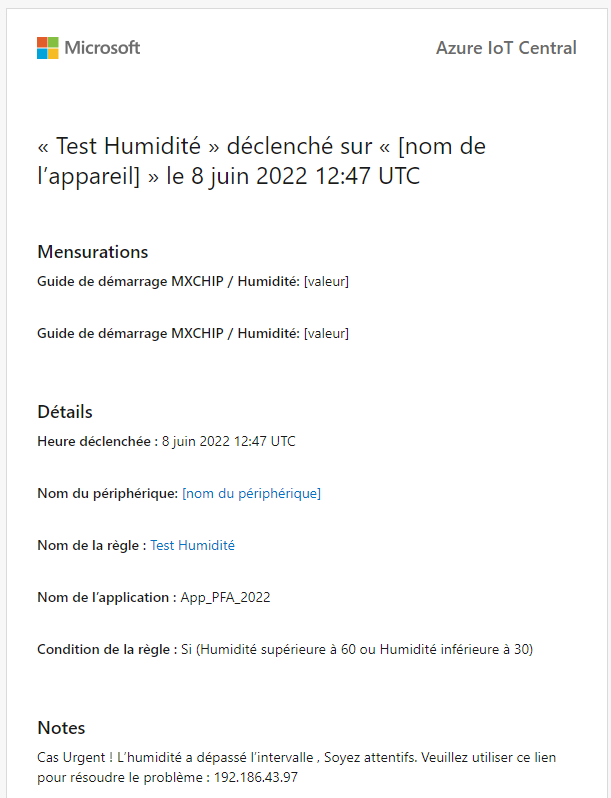 Microsoft
Azure IoT Central
« Test Humidité » déclenché sur « [nom de
l'appareil] » le 8 juin 2022 12:47 UTC
Mensurations
Guide de démarrage MXCHIP / Humidité: [valeur]
Guide de démarrage MXCHIP / Humidité: [valeur]
Détails
Heure déclenchée : 8 juin 2022 12:47 UTC
Nom du périphérique: [nom du périphérique]
Nom de la règle : Test Humidité
Nom de l'application : App_PFA_2022
Condition de la règle : Si (Humidité supérieure à 60 ou Humidité inférieure à 30)
Notes
Cas Urgent ! L'humidité a dépassé l'intervalle , Soyez attentifs. Veuillez utiliser ce lien
pour résoudre le problème : 192.186.43.97